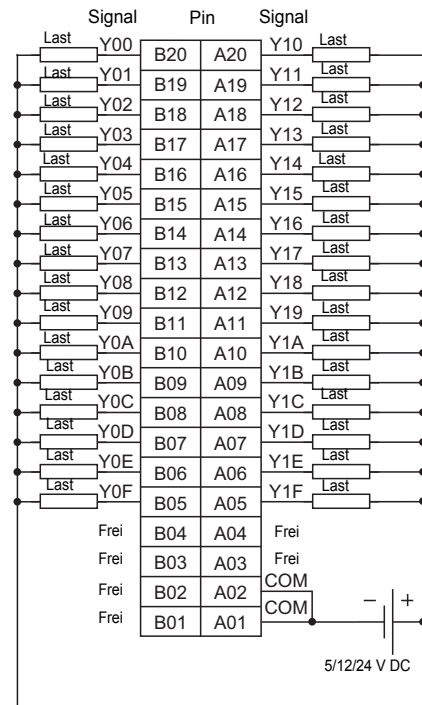 Signal Pin Signal
Last Y00 B20 A20 Y10 Last
Last Y01 B19 A19 Y11 Last
Last Y02 B18 A18 Y12 Last
Last Y03 B17 A17 Y13 Last
Last Y04 B16 A16 Y14 Last
Last Y05 B15 A15 Y15 Last
Last Y06 B14 A14 Y16 Last
Last Y07 B13 A13 Y17 Last
Last Y08 B12 A12 Y18 Last
Last Y09 B11 A11 Y19 Last
Last Y0A B10 A10 Y1A Last
Last Y0B B09 A09 Y1B Last
Last Y0C B08 A08 Y1C Last
Last Y0D B07 A07 Y1D Last
Last Y0E B06 A06 Y1E Last
Last Y0F B05 A05 Y1F Last
Frei B04 A04 Frei
Frei B03 A03 Frei
Frei B02 A02 COM
Frei B01 A01 COM
− +
5/12/24 V DC